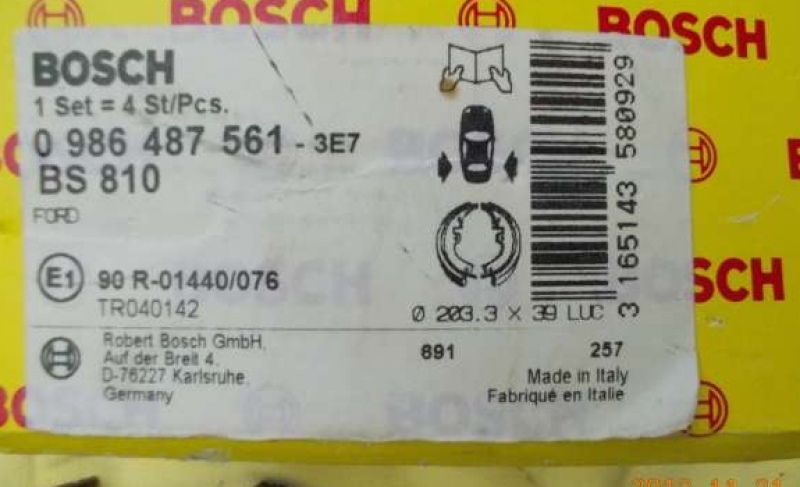 BOSCH
BOSCH
BOSCH
1 Set = 4 St/Pcs.
0 986 487 561 - 3E7
BS 810
FORD
E1 90 R-01440/076
TR040142
Ø 203.3 X 39 LUC
3 165143 580929
SCH
Robert Bosch GmbH,
Auf der Breit 4,
D-76227 Karlsruhe,
Germany
691 257
Made in Italy
Fabriqué en Italie